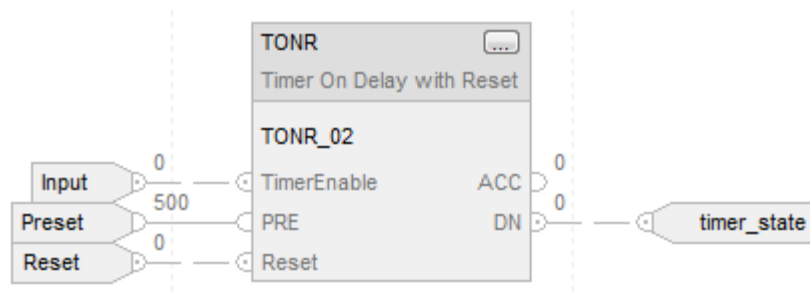 TONR ...
Timer On Delay with Reset
TONR_02
0
0
Input
TimerEnable
ACC
500
0
Preset
PRE
DN
timer_state
0
Reset
Reset